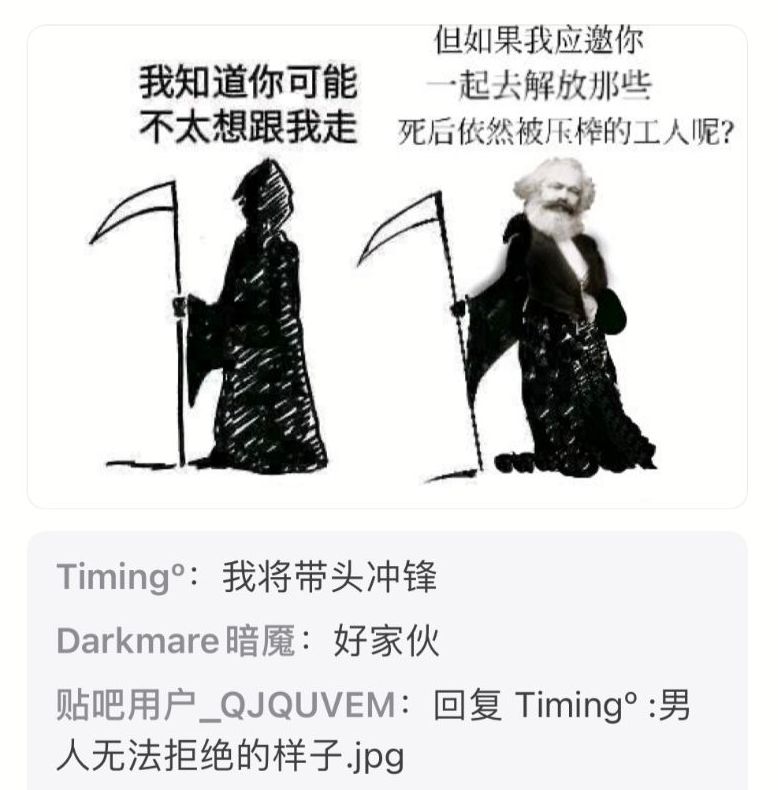 我知道你可能
不太想跟我走
但如果我应邀你
一起去解放那些
死后依然被压榨的工人呢?
Timing°：我将带头冲锋
Darkmare暗魇：好家伙
贴吧用户_QJQUVEM：回复 Timing° :男
人无法拒绝的样子.jpg